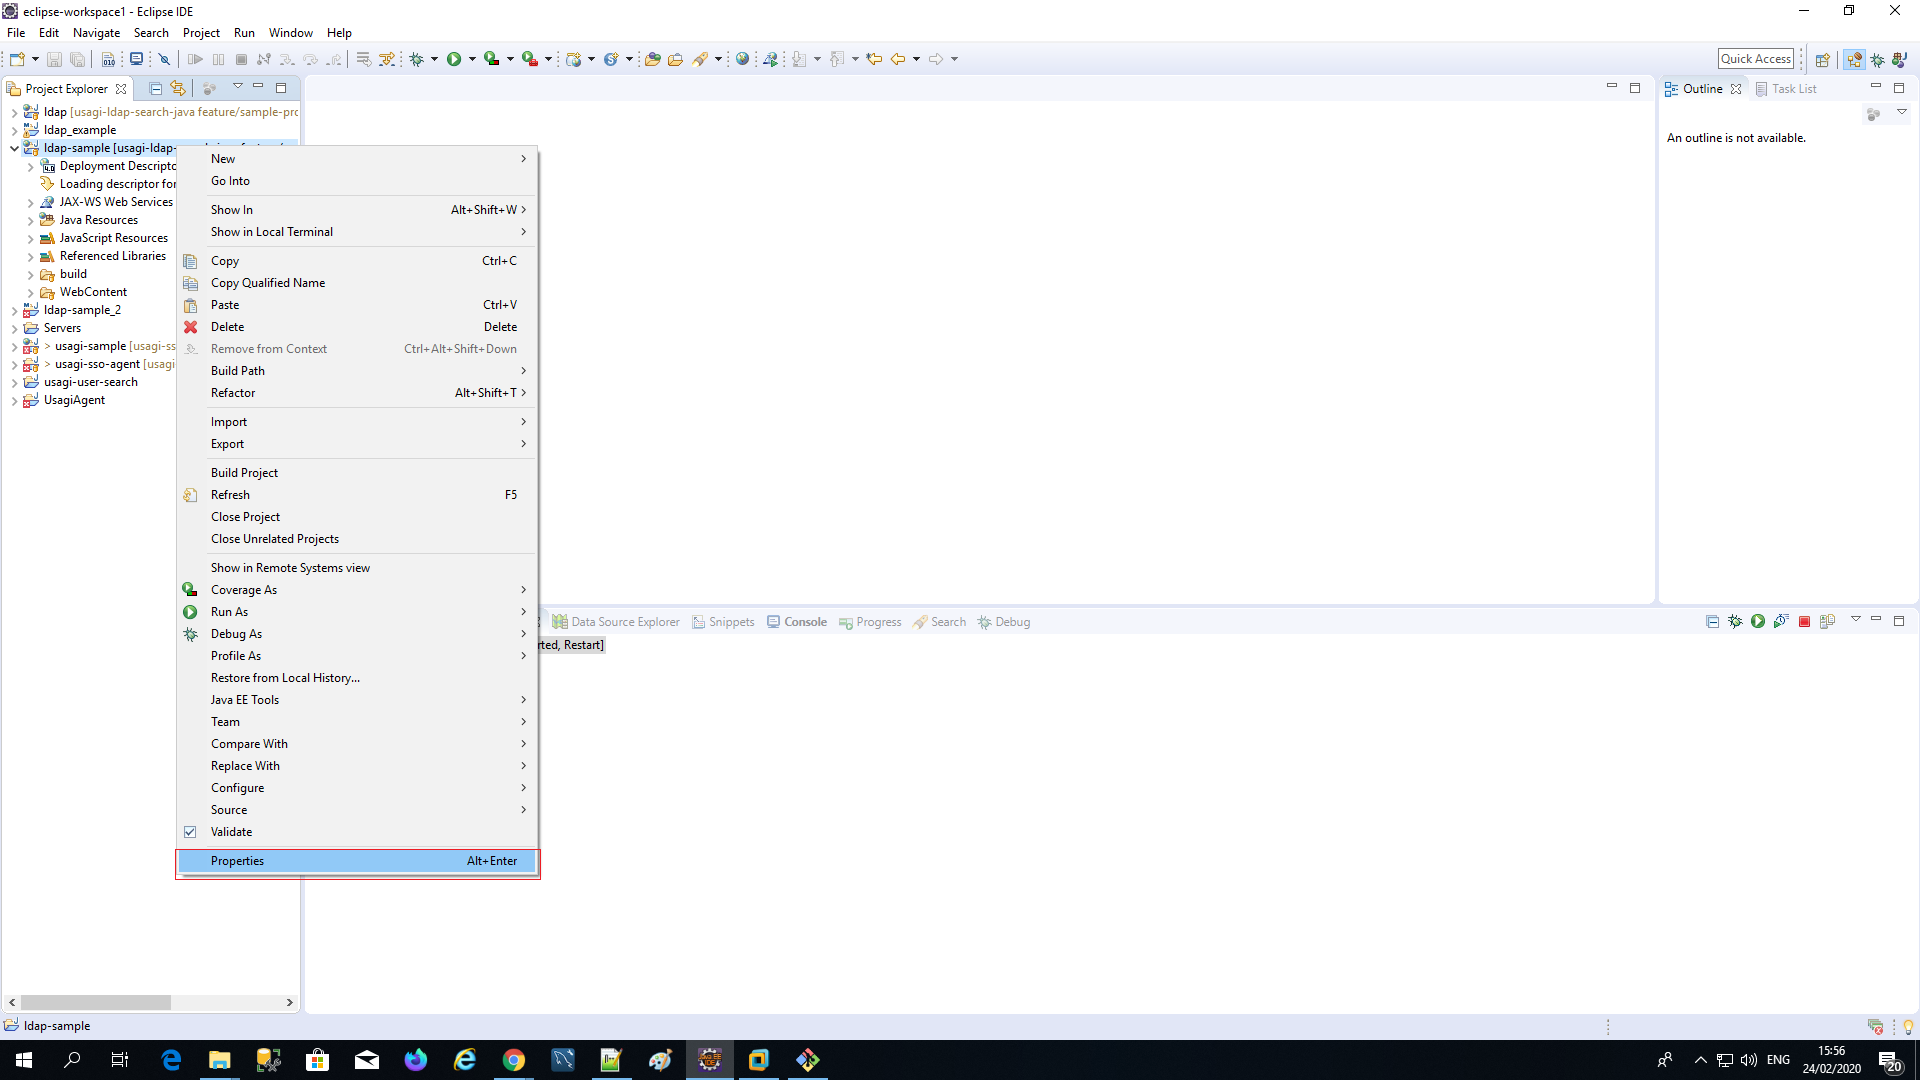 eclipse-workspace1 - Eclipse IDE
File Edit Navigate Search Project Run Window Help
Quick Access
Project Explorer
Outline
Task List
ldap [usagi-ldap-search-java feature/sample-pro
ldap_example
ldap-sample [usagi-ldap-
Deployment Descripto
Loading descriptor for
JAX-WS Web Services
Java Resources
JavaScript Resources
Referenced Libraries
build
WebContent
ldap-sample_2
Servers
> usagi-sample [usagi-ss
> usagi-sso-agent [usagi
usagi-user-search
UsagiAgent
New
Go Into
Show In Alt+Shift+W
Show in Local Terminal
Copy Ctrl+C
Copy Qualified Name
Paste Ctrl+V
Delete Delete
Remove from Context Ctrl+Alt+Shift+Down
Build Path
Refactor Alt+Shift+T
Import
Export
Build Project
Refresh F5
Close Project
Close Unrelated Projects
Show in Remote Systems view
Coverage As
Run As
Debug As
Profile As
Restore from Local History...
Java EE Tools
Team
Compare With
Replace With
Configure
Source
Validate
Properties Alt+Enter
An outline is not available.
Data Source Explorer Snippets Console Progress Search Debug
rted, Restart]
ldap-sample
ENG
15:56
24/02/2020
20